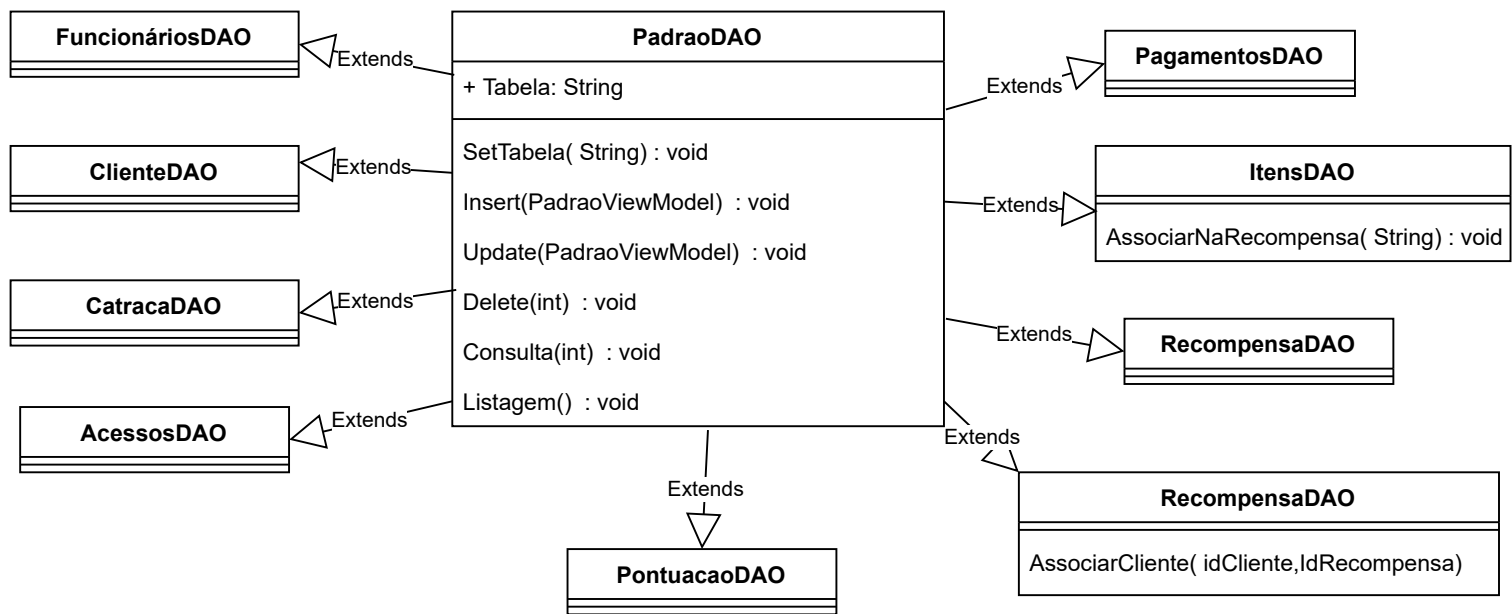 FuncionáriosDAO
Extends
PadraoDAO
+ Tabela: String
SetTabela( String) : void
Insert(PadraoViewModel) : void
Update(PadraoViewModel) : void
Delete(int) : void
Consulta(int) : void
Listagem() : void
Extends
PagamentosDAO
ClienteDAO
Extends
Extends
ItensDAO
AssociarNaRecompensa( String) : void
CatracaDAO
Extends
Extends
RecompensaDAO
AcessosDAO
Extends
Extends
RecompensaDAO
AssociarCliente( idCliente,IdRecompensa)
Extends
PontuacaoDAO